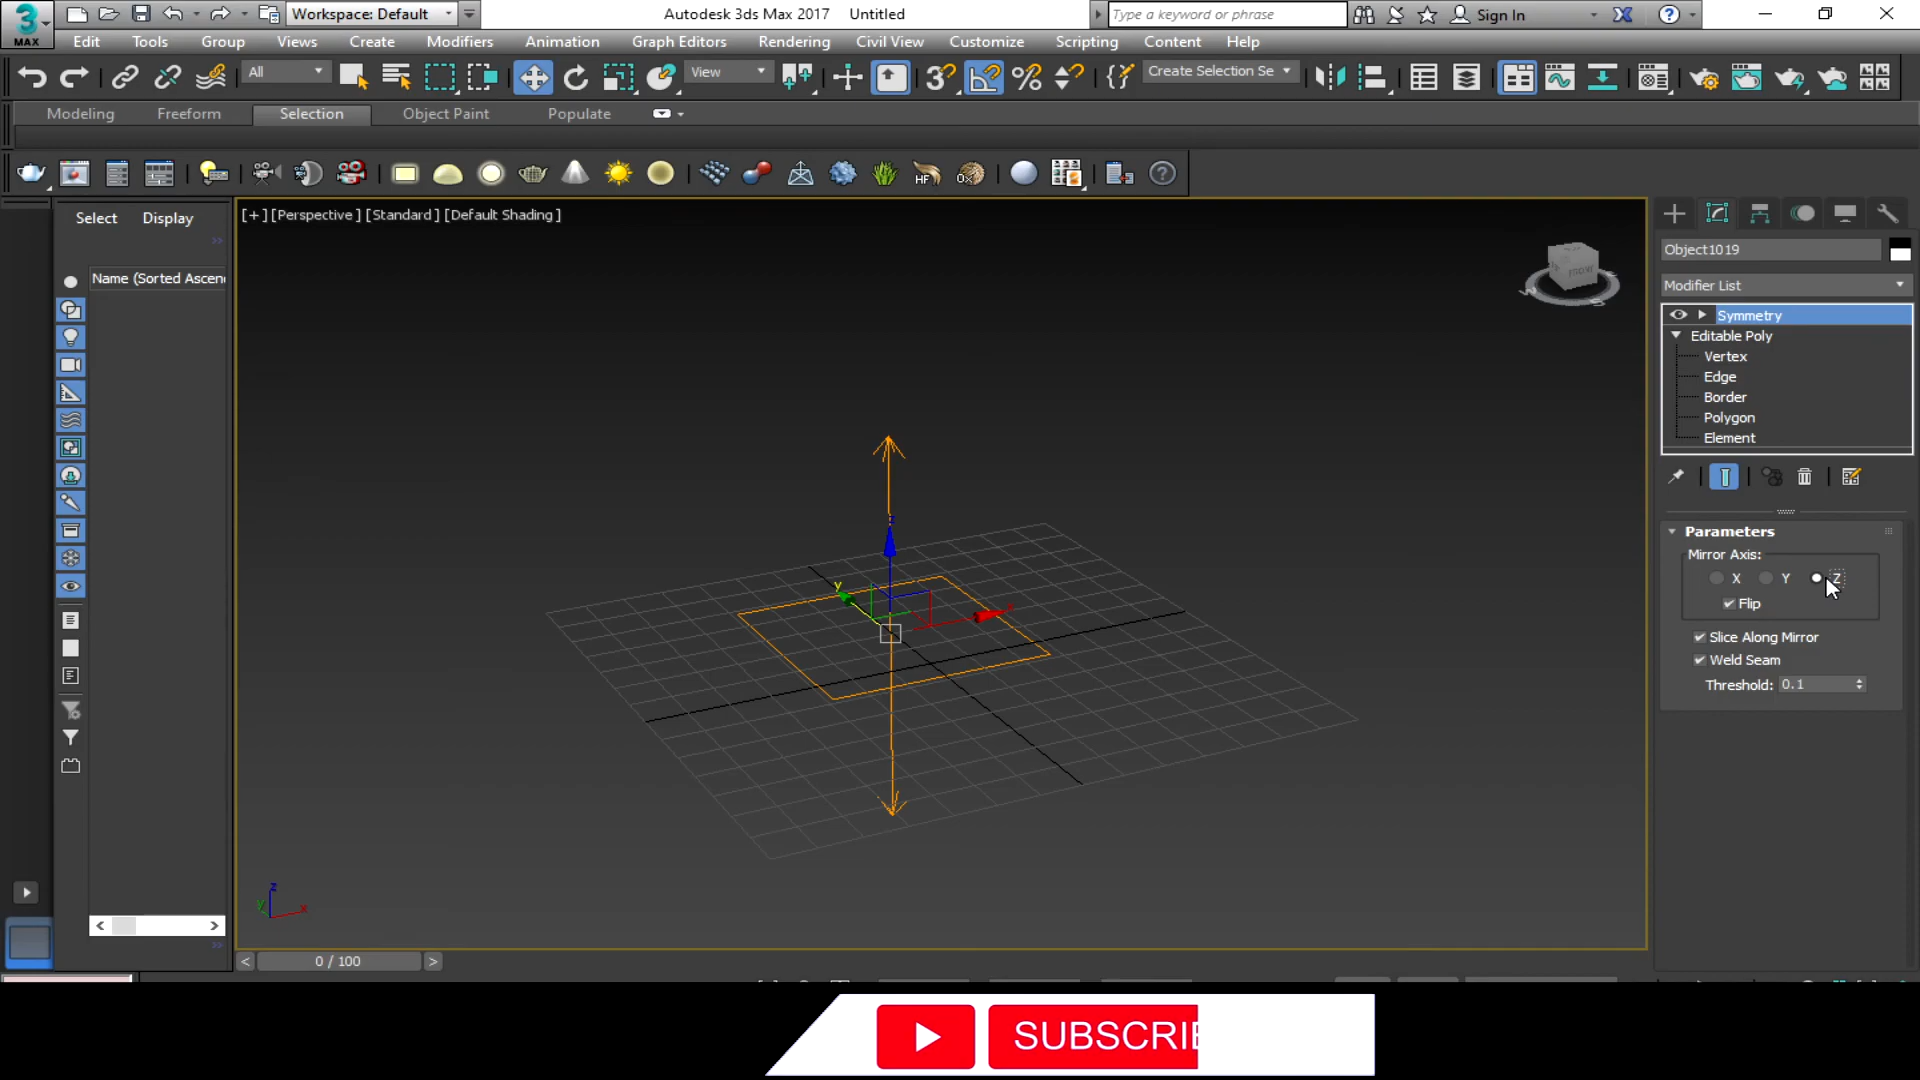 MAX
Workspace: Default
Autodesk 3ds Max 2017 Untitled
Type a keyword or phrase
Sign In
Edit Tools Group Views Create Modifiers Animation Graph Editors Rendering Civil View Customize Scripting Content Help
All
View
Create Selection Se
Modeling Freeform Selection Object Paint Populate
Select Display
Name (Sorted Ascen
[+] [Perspective ] [Standard ] [Default Shading ]
Object1019
Modifier List
Symmetry
Editable Poly
Vertex
Edge
Border
Polygon
Element
Parameters
Mirror Axis:
X Y Z
Flip
Slice Along Mirror
Weld Seam
Threshold: 0.1
0 / 100
SUBSCRIE